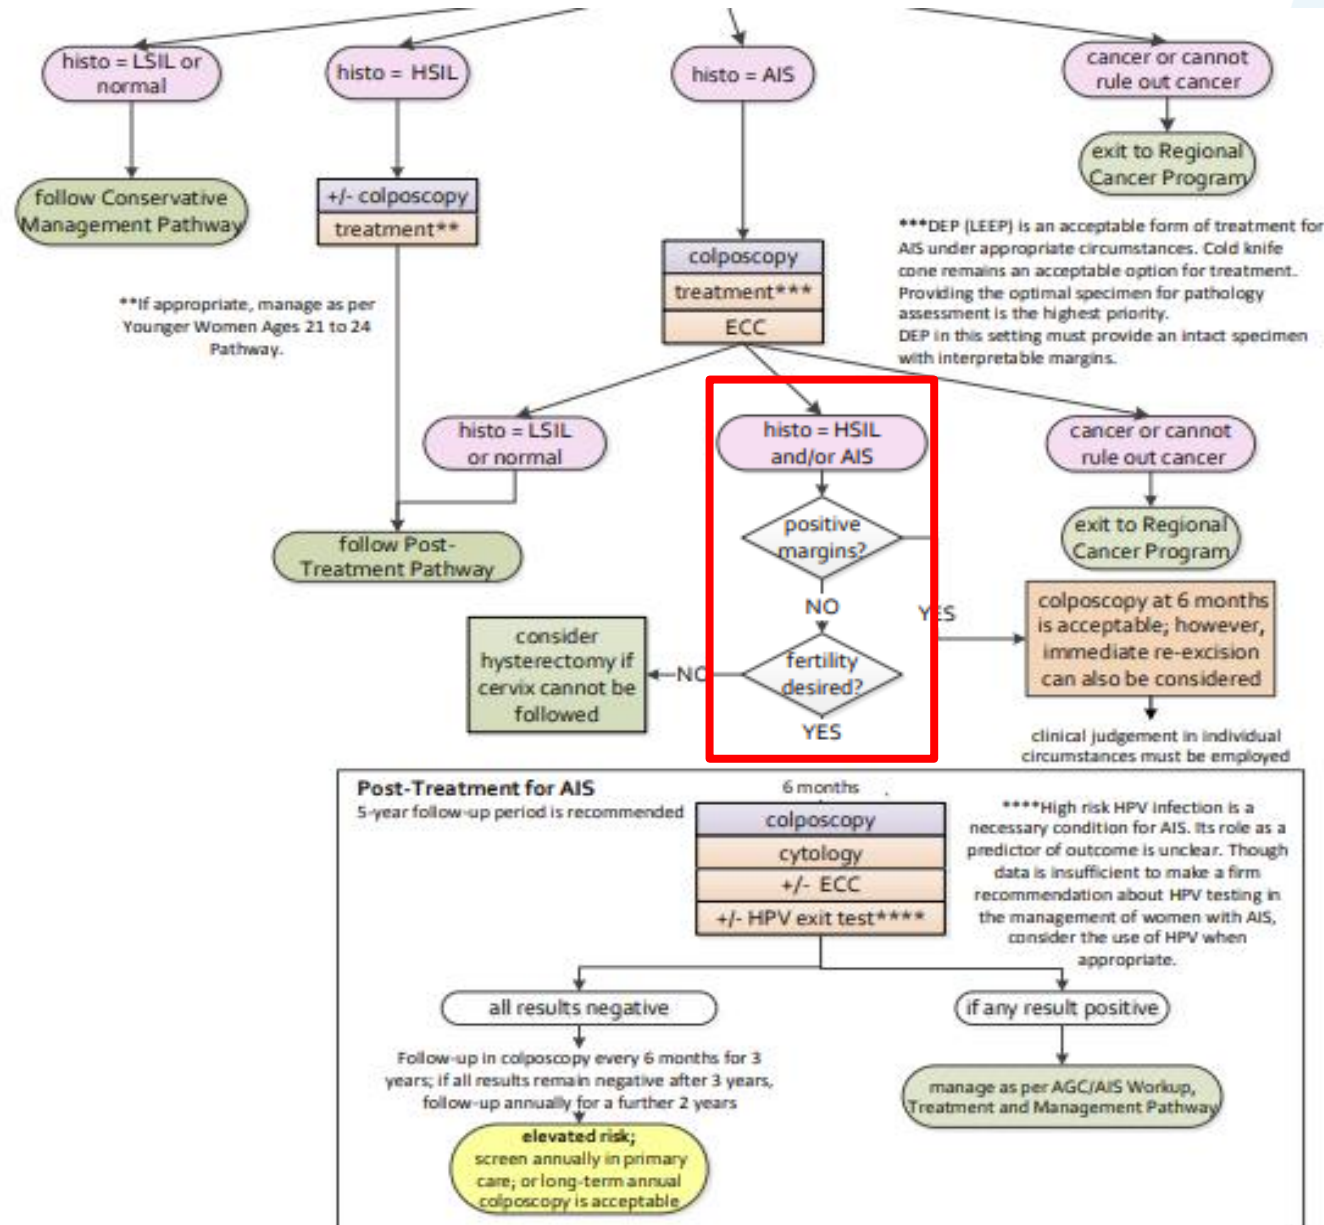 histo = LSIL or
normal
histo = HSIL
histo = AIS
cancer or cannot
rule out cancer
follow Conservative
Management Pathway
+/- colposcopy
treatment**
exit to Regional
Cancer Program
**If appropriate, manage as per
Younger Women Ages 21 to 24
Pathway.
colposcopy
treatment***
ECC
***DEP (LEEP) is an acceptable form of treatment for
AIS under appropriate circumstances. Cold knife
cone remains an acceptable option for treatment.
Providing the optimal specimen for pathology
assessment is the highest priority.
DEP in this setting must provide an intact specimen
with interpretable margins.
histo = LSIL
or normal
histo = HSIL
and/or AIS
cancer or cannot
rule out cancer
follow Post-
Treatment Pathway
positive
margins?
exit to Regional
Cancer Program
NO
YES
consider
hysterectomy if
cervix cannot be
followed
NO
fertility
desired?
YES
colposcopy at 6 months
is acceptable; however,
immediate re-excision
can also be considered
clinical judgement in individual
circumstances must be employed
Post-Treatment for AIS
5-year follow-up period is recommended
6 months
colposcopy
cytology
+/- ECC
+/- HPV exit test****
****High risk HPV infection is a
necessary condition for AIS. Its role as a
predictor of outcome is unclear. Though
data is insufficient to make a firm
recommendation about HPV testing in
the management of women with AIS,
consider the use of HPV when
appropriate.
all results negative
if any result positive
Follow-up in colposcopy every 6 months for 3
years; if all results remain negative after 3 years,
follow-up annually for a further 2 years
manage as per AGC/AIS Workup,
Treatment and Management Pathway
elevated risk;
screen annually in primary
care; or long-term annual
colposcopy is acceptable